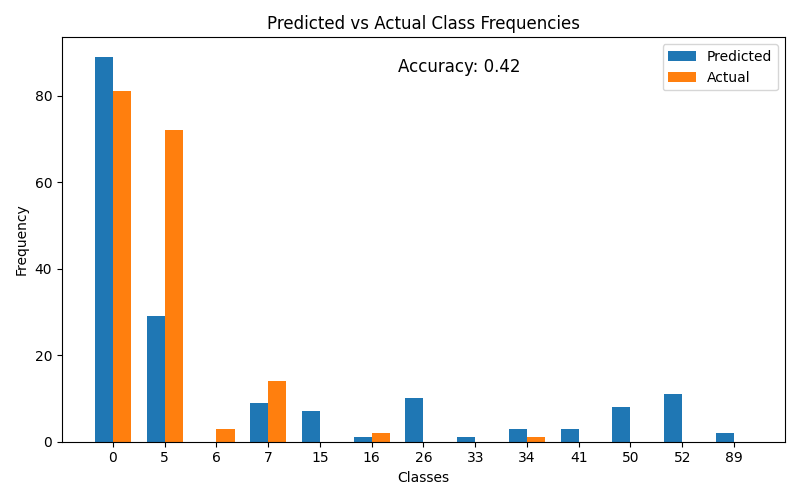 Predicted vs Actual Class Frequencies
Accuracy: 0.42
Predicted
Actual
80
60
40
20
0
Frequency
0 5 6 7 15 16 26 33 34 41 50 52 89
Classes